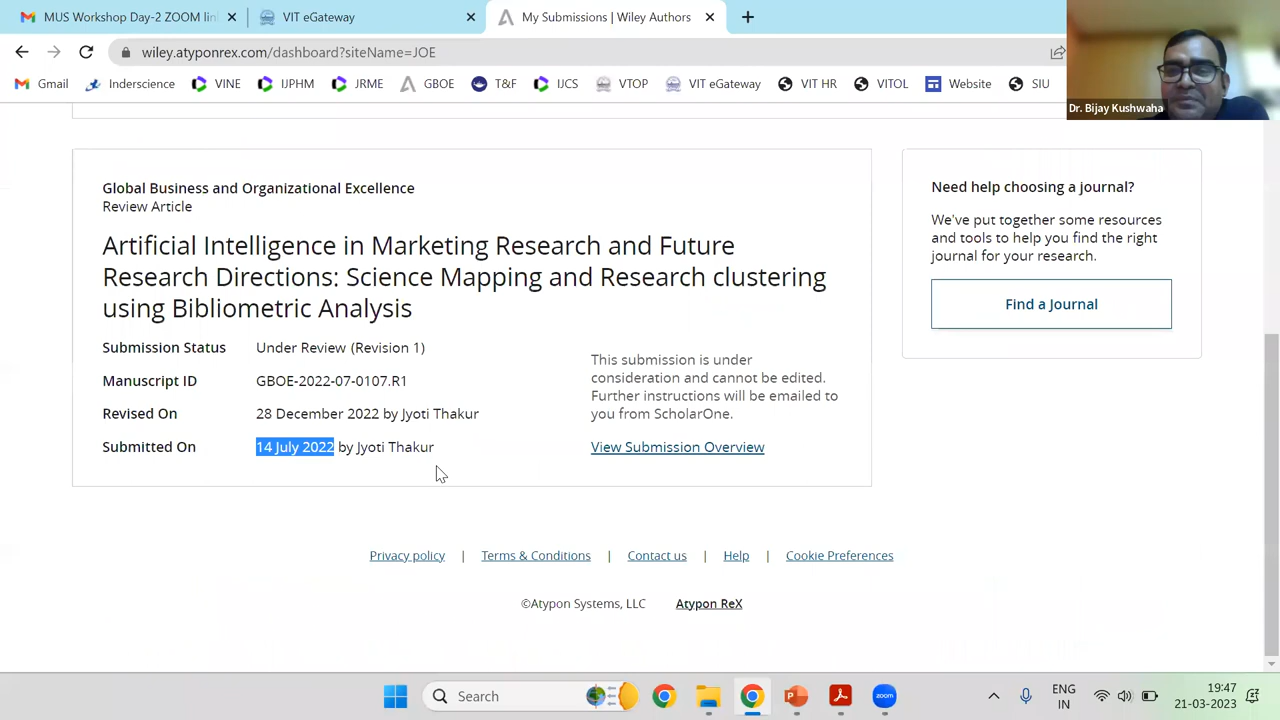 MUS Workshop Day-2 ZOOM lin
VIT eGateway
My Submissions | Wiley Authors
wiley.atyponrex.com/dashboard?siteName=JOE
Gmail
Inderscience
VINE
IJPHM
JRME
GBOE
T&F
IJCS
VTOP
VIT eGateway
VIT HR
VITOL
Website
SIU
Dr. Bijay Kushwaha
Global Business and Organizational Excellence
Review Article
Artificial Intelligence in Marketing Research and Future
Research Directions: Science Mapping and Research clustering
using Bibliometric Analysis
Submission Status Under Review (Revision 1)
Manuscript ID GBOE-2022-07-0107.R1
Revised On 28 December 2022 by Jyoti Thakur
Submitted On 14 July 2022 by Jyoti Thakur
This submission is under
consideration and cannot be edited.
Further instructions will be emailed to
you from ScholarOne.
View Submission Overview
Need help choosing a journal?
We've put together some resources
and tools to help you find the right
journal for your research.
Find a Journal
Privacy policy | Terms & Conditions | Contact us | Help | Cookie Preferences
©Atypon Systems, LLC Atypon ReX
Search
zoom
ENG
IN
19:47
21-03-2023